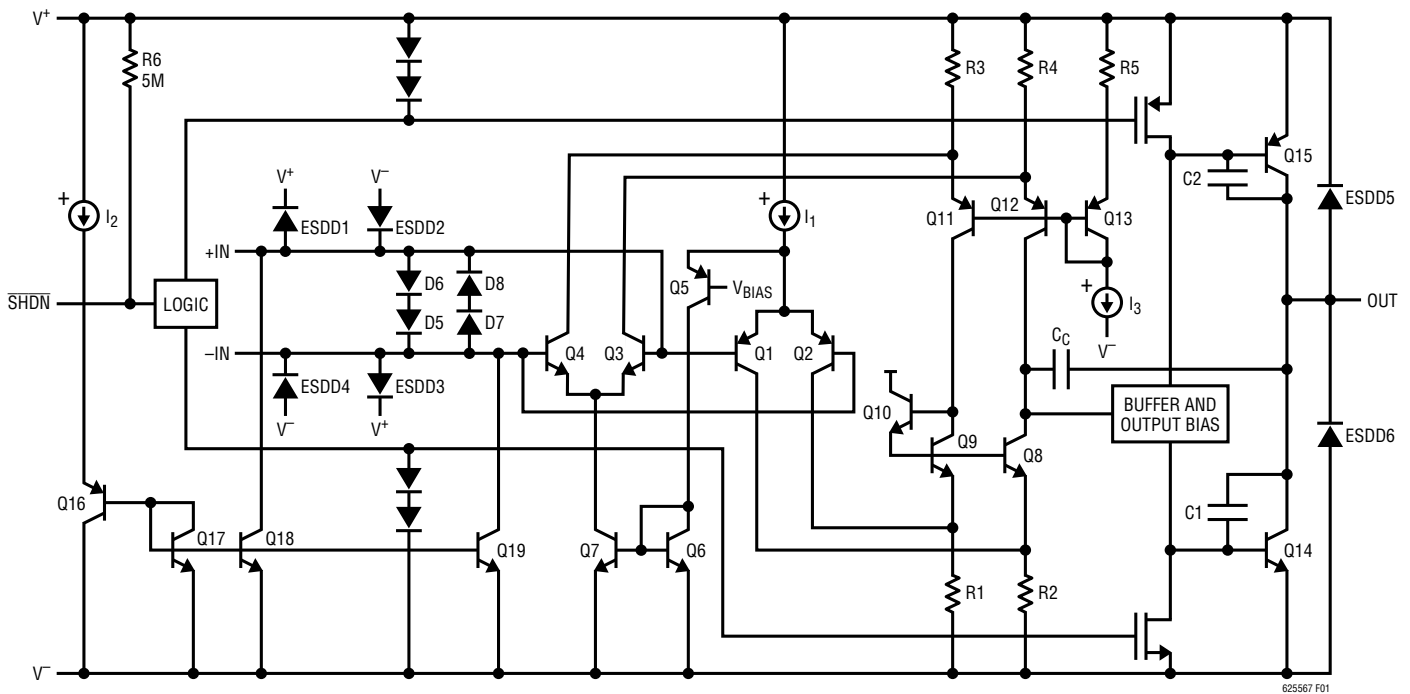 V+
R6
5M
R3
R4
R5
Q15
C2
ESDD5
V+
V−
I2
ESDD1
ESDD2
I1
Q11
Q12
Q13
+IN
D6
D8
Q5
VBIAS
SHDN
LOGIC
I3
OUT
D5
D7
−IN
Q4
Q3
Q1
Q2
V−
CC
ESDD4
ESDD3
Q10
BUFFER AND
OUTPUT BIAS
V−
V+
ESDD6
Q9
Q8
Q16
C1
Q17
Q18
Q19
Q7
Q6
Q14
R1
R2
V−
625567 F01